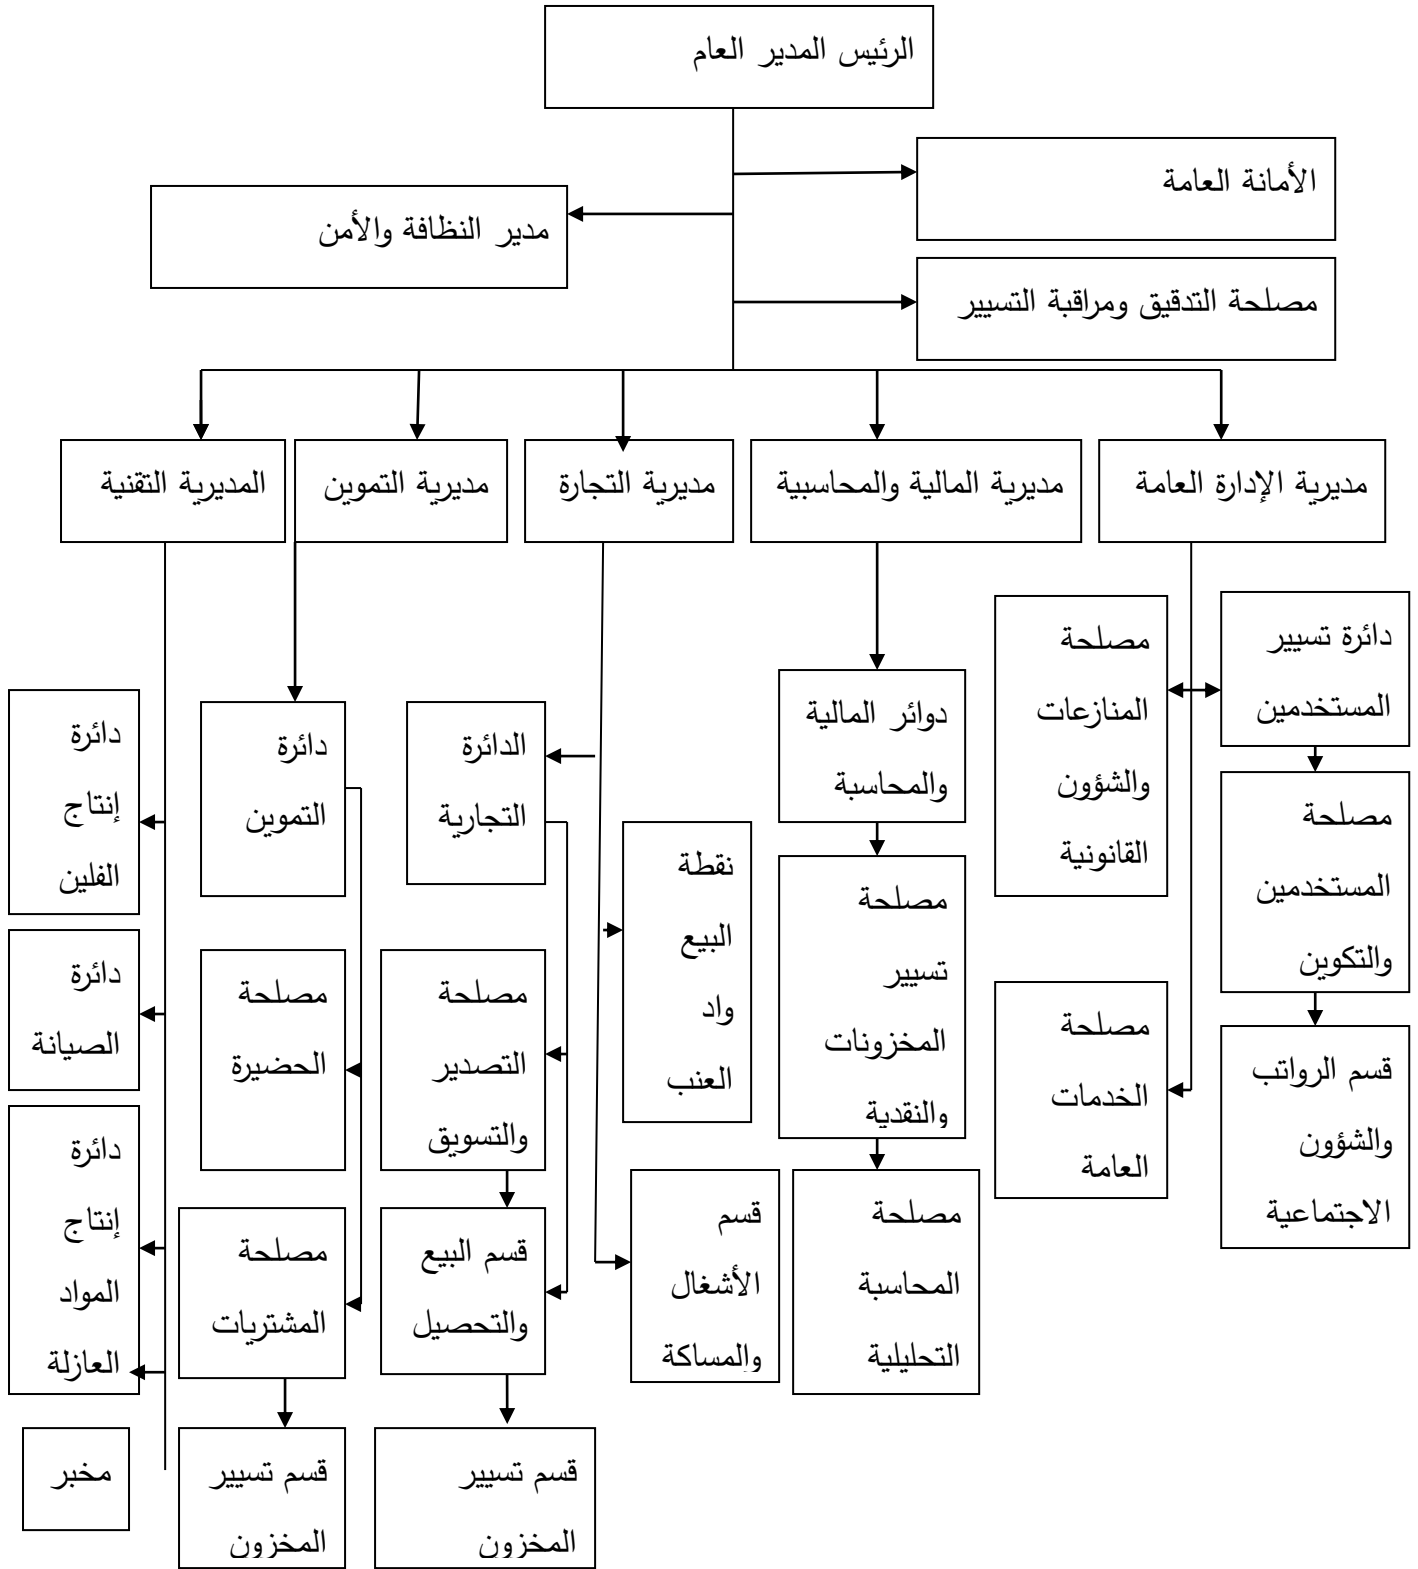 الرئيس المدير العام
الأمانة العامة
مدير النظافة والأمن
مصلحة التدقيق ومراقبة التسيير
مديرية الإدارة العامة
مديرية المالية والمحاسبية
مديرية التجارة
مديرية التموين
المديرية التقنية
دائرة تسيير
المستخدمين
مصلحة
المستخدمين
والتكوين
قسم الرواتب
والشؤون
الاجتماعية
مصلحة
المنازعات
والشؤون
القانونية
مصلحة
الخدمات
العامة
دوائر المالية
والمحاسبة
مصلحة
تسيير
المخزونات
والنقدية
مصلحة
المحاسبة
التحليلية
نقطة
البيع
واد
العنب
قسم
الأشغال
والمساكة
الدائرة
التجارية
مصلحة
التصدير
والتسويق
قسم البيع
والتحصيل
قسم تسيير
المخزون
دائرة
التموين
مصلحة
الحضيرة
مصلحة
المشتريات
قسم تسيير
المخزون
دائرة
إنتاج
الفلين
دائرة
الصيانة
دائرة
إنتاج
المواد
العازلة
مخبر